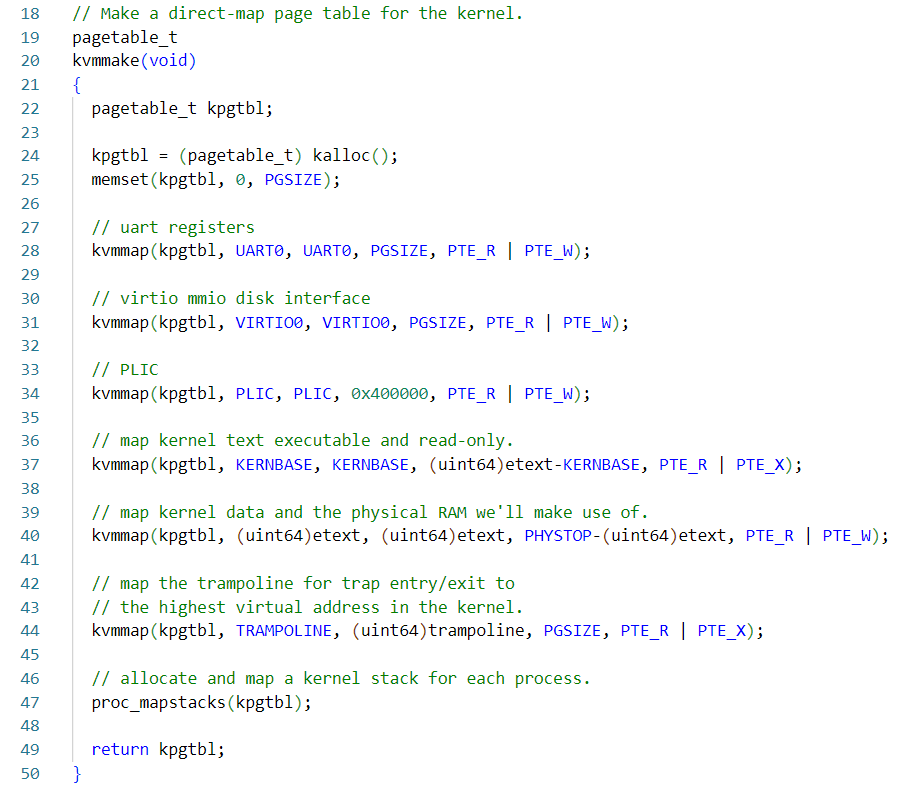 18 // Make a direct-map page table for the kernel.
19 pagetable_t
20 kvmmake(void)
21 {
22   pagetable_t kpgtbl;
23
24   kpgtbl = (pagetable_t) kalloc();
25   memset(kpgtbl, 0, PGSIZE);
26
27   // uart registers
28   kvmmap(kpgtbl, UART0, UART0, PGSIZE, PTE_R | PTE_W);
29
30   // virtio mmio disk interface
31   kvmmap(kpgtbl, VIRTIO0, VIRTIO0, PGSIZE, PTE_R | PTE_W);
32
33   // PLIC
34   kvmmap(kpgtbl, PLIC, PLIC, 0x400000, PTE_R | PTE_W);
35
36   // map kernel text executable and read-only.
37   kvmmap(kpgtbl, KERNBASE, KERNBASE, (uint64)etext-KERNBASE, PTE_R | PTE_X);
38
39   // map kernel data and the physical RAM we'll make use of.
40   kvmmap(kpgtbl, (uint64)etext, (uint64)etext, PHYSTOP-(uint64)etext, PTE_R | PTE_W);
41
42   // map the trampoline for trap entry/exit to
43   // the highest virtual address in the kernel.
44   kvmmap(kpgtbl, TRAMPOLINE, (uint64)trampoline, PGSIZE, PTE_R | PTE_X);
45
46   // allocate and map a kernel stack for each process.
47   proc_mapstacks(kpgtbl);
48
49   return kpgtbl;
50 }